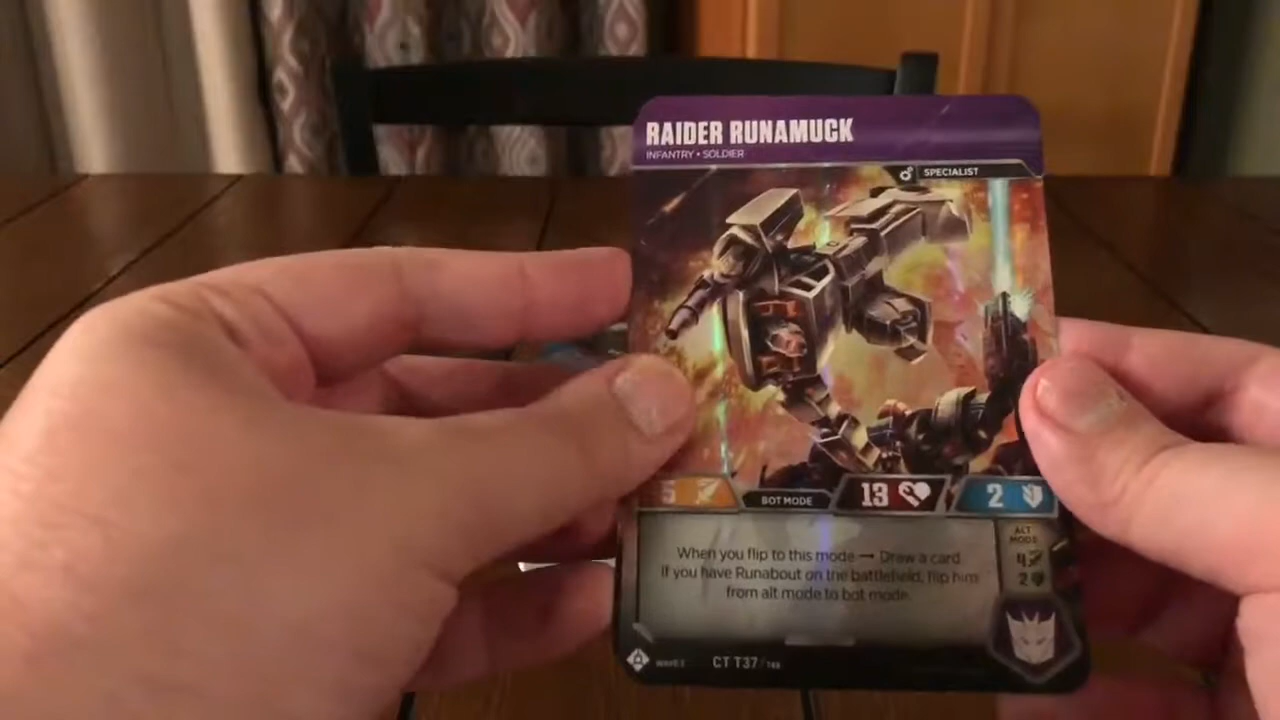 RAIDER RUNAMUCK
INFANTRY • SOLDIER
SPECIALIST
5
BOT MODE
13
2
ALT
MODE
4
2
When you flip to this mode → Draw a card.
If you have Runabout on the battlefield, flip him
from alt mode to bot mode.
CT T37